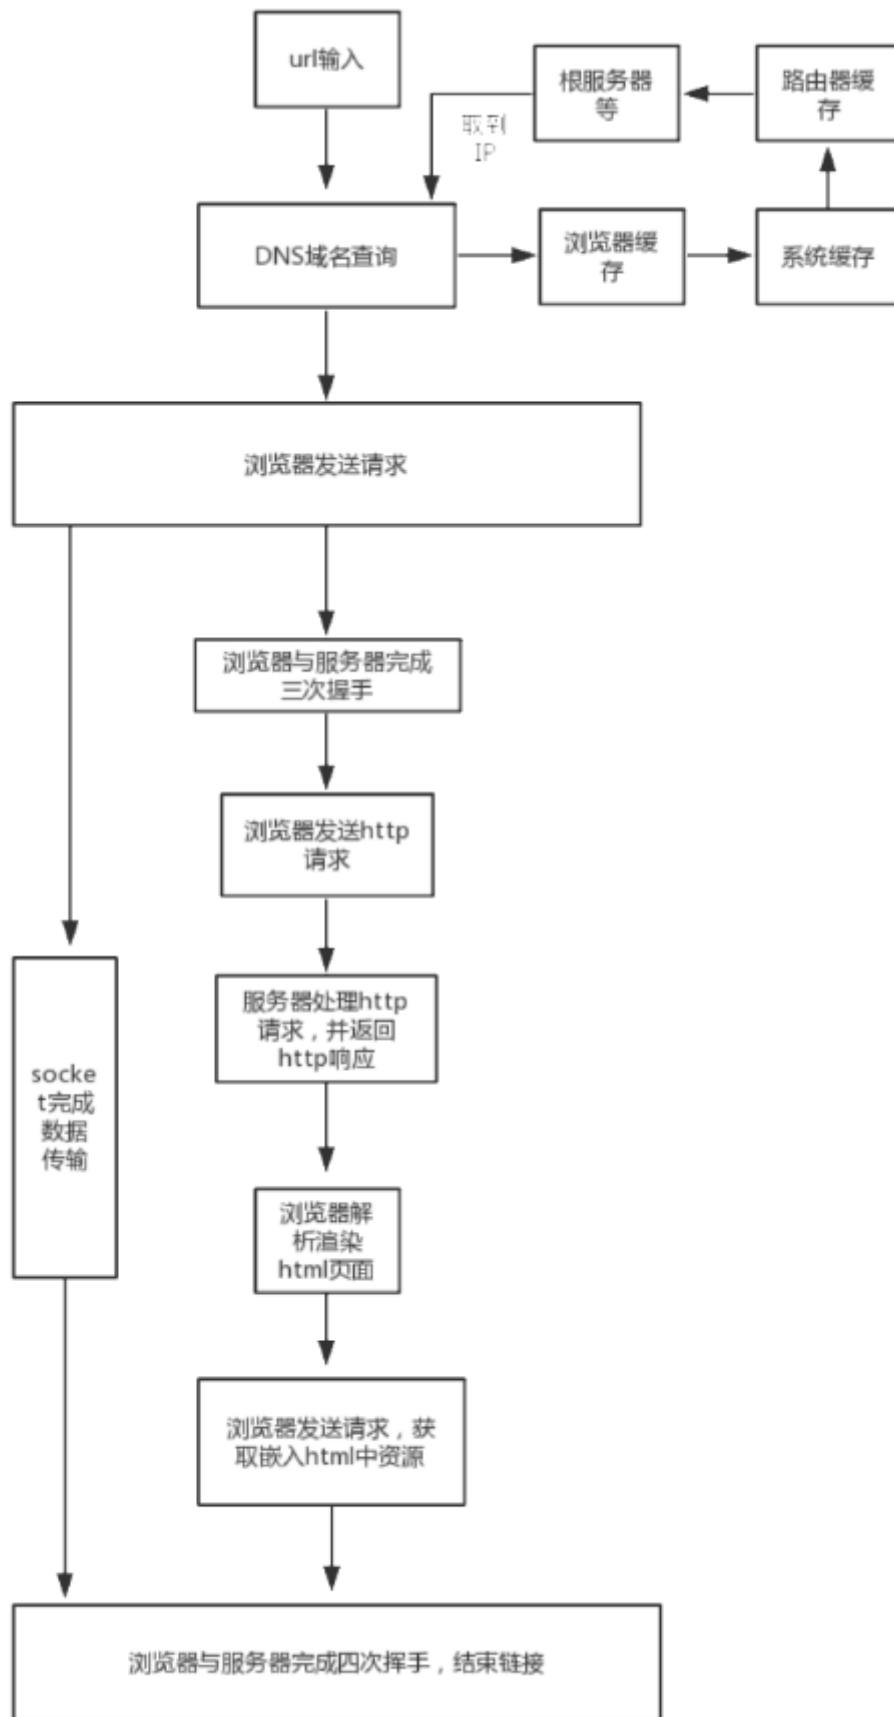 url输入
根服务器
等
路由器缓
存
取到
IP
DNS域名查询
浏览器缓
存
系统缓存
浏览器发送请求
浏览器与服务器完成
三次握手
浏览器发送http
请求
服务器处理http
请求，并返回
http响应
socke
t完成
数据
传输
浏览器解
析渲染
html页面
浏览器发送请求，获
取嵌入html中资源
浏览器与服务器完成四次挥手，结束链接